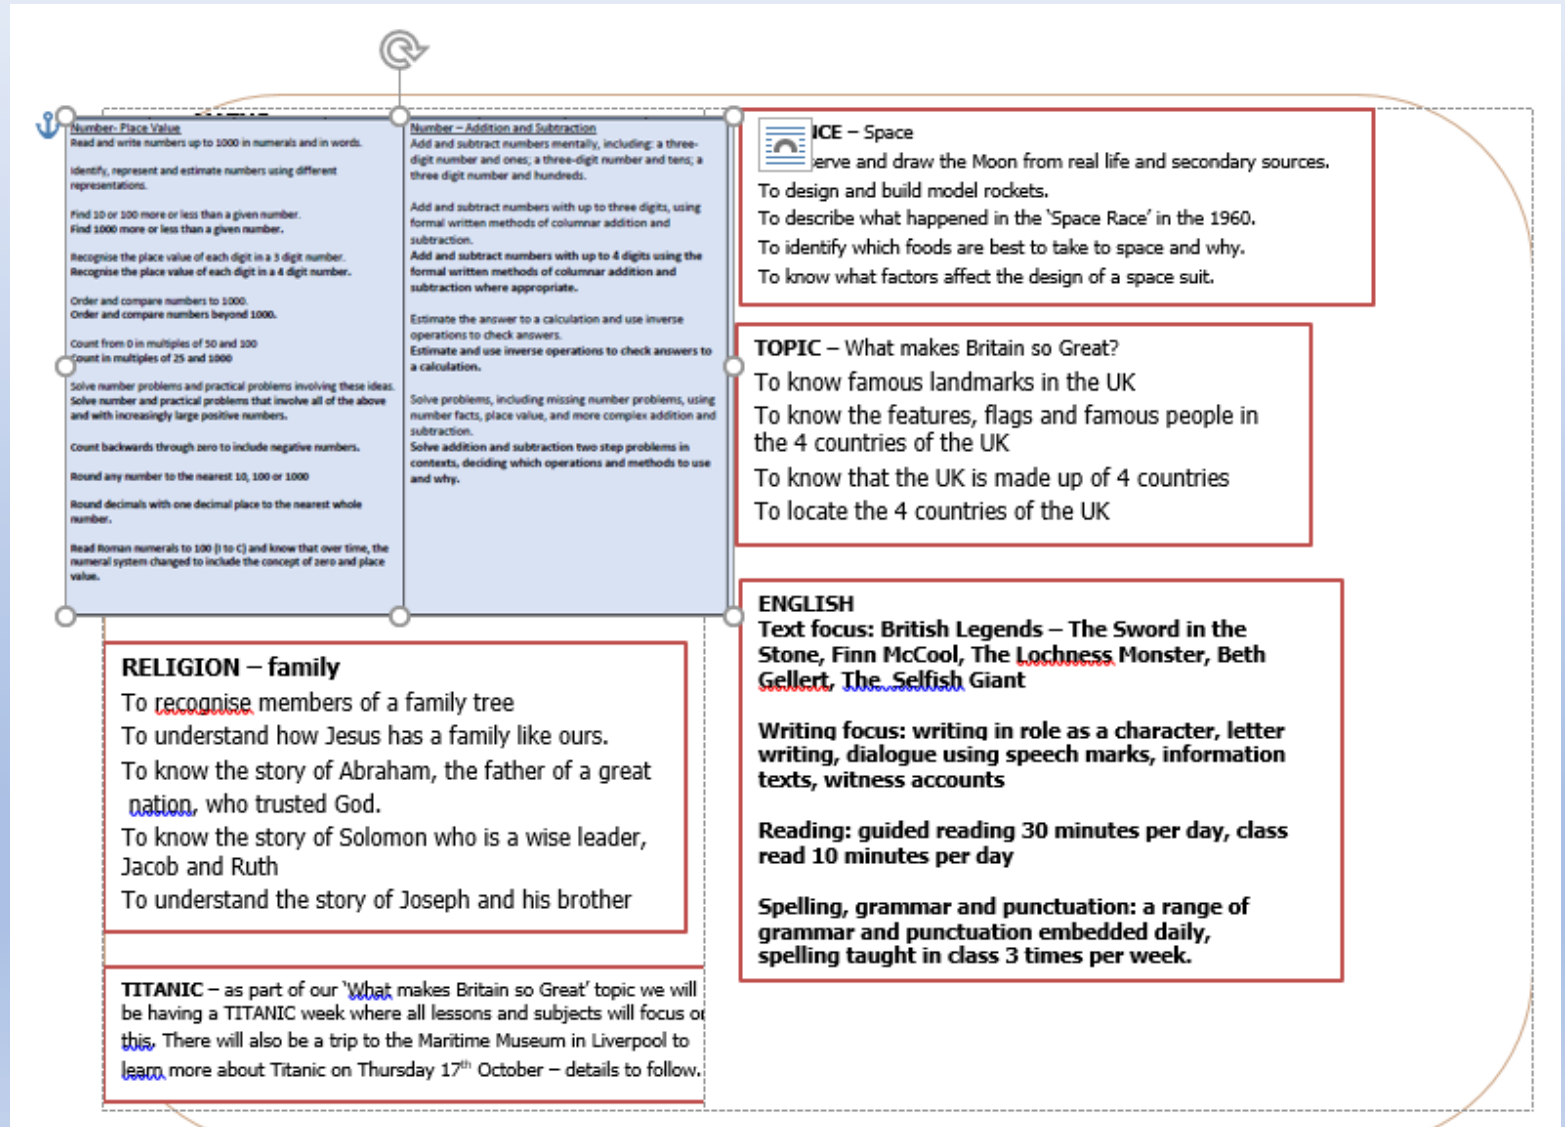 Number- Place Value
Read and write numbers up to 1000 in numerals and in words.
Identify, represent and estimate numbers using different
representations.
Find 10 or 100 more or less than a given number.
Find 1000 more or less than a given number.
Recognise the place value of each digit in a 3 digit number.
Recognise the place value of each digit in a 4 digit number.
Order and compare numbers to 1000.
Order and compare numbers beyond 1000.
Count from 0 in multiples of 50 and 100
Count in multiples of 25 and 1000
Solve number problems and practical problems involving these ideas.
Solve number and practical problems that involve all of the above
and with increasingly large positive numbers.
Count backwards through zero to include negative numbers.
Round any number to the nearest 10, 100 or 1000
Round decimals with one decimal place to the nearest whole
number.
Read Roman numerals to 100 (I to C) and know that over time, the
numeral system changed to include the concept of zero and place
value.
Number – Addition and Subtraction
Add and subtract numbers mentally, including: a three-
digit number and ones; a three-digit number and tens; a
three digit number and hundreds.
Add and subtract numbers with up to three digits, using
formal written methods of columnar addition and
subtraction.
Add and subtract numbers with up to 4 digits using the
formal written methods of columnar addition and
subtraction where appropriate.
Estimate the answer to a calculation and use inverse
operations to check answers.
Estimate and use inverse operations to check answers to
a calculation.
Solve problems, including missing number problems, using
number facts, place value, and more complex addition and
subtraction.
Solve addition and subtraction two step problems in
contexts, deciding which operations and methods to use
and why.
RELIGION – family
To recognise members of a family tree
To understand how Jesus has a family like ours.
To know the story of Abraham, the father of a great
nation, who trusted God.
To know the story of Solomon who is a wise leader,
Jacob and Ruth
To understand the story of Joseph and his brother
TITANIC – as part of our ‘What makes Britain so Great’ topic we will
be having a TITANIC week where all lessons and subjects will focus
this. There will also be a trip to the Maritime Museum in Liverpool to
learn more about Titanic on Thursday 17th October – details to follow.
NCE – Space
serve and draw the Moon from real life and secondary sources.
To design and build model rockets.
To describe what happened in the ‘Space Race’ in the 1960.
To identify which foods are best to take to space and why.
To know what factors affect the design of a space suit.
TOPIC – What makes Britain so Great?
To know famous landmarks in the UK
To know the features, flags and famous people in
the 4 countries of the UK
To know that the UK is made up of 4 countries
To locate the 4 countries of the UK
ENGLISH
Text focus: British Legends – The Sword in the
Stone, Finn McCool, The Lochness Monster, Beth
Gellert, The  Selfish Giant
Writing focus: writing in role as a character, letter
writing, dialogue using speech marks, information
texts, witness accounts
Reading: guided reading 30 minutes per day, class
read 10 minutes per day
Spelling, grammar and punctuation: a range of
grammar and punctuation embedded daily,
spelling taught in class 3 times per week.